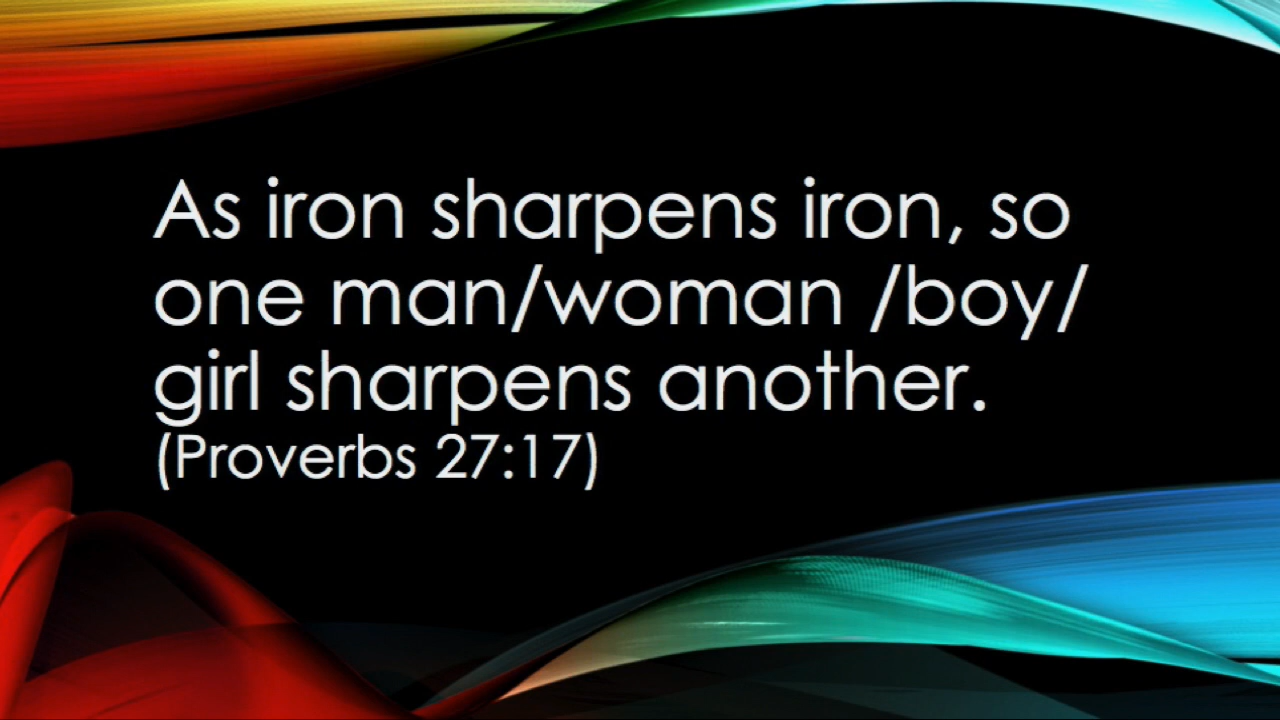 As iron sharpens iron, so
one man/woman /boy/
girl sharpens another.
(Proverbs 27:17)